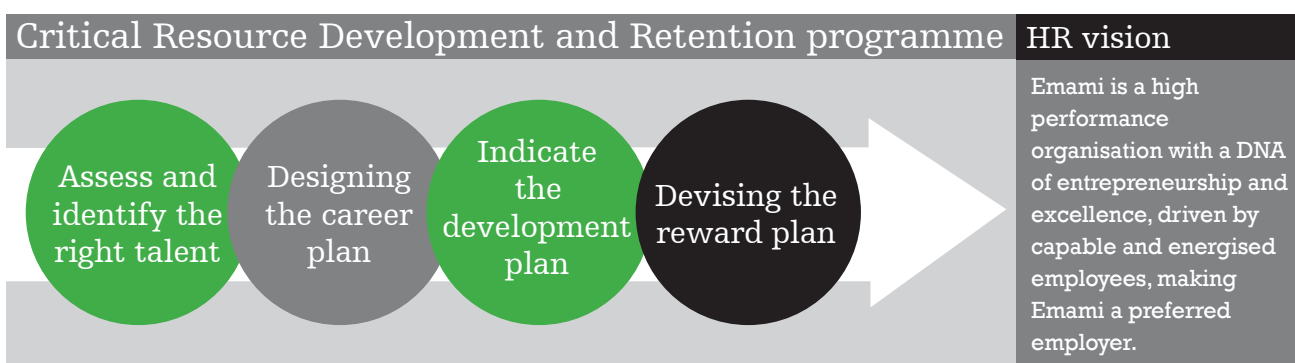 Critical Resource Development and Retention programme
Assess and
identify the
right talent
Designing
the career
plan
Indicate
the
development
plan
Devising the
reward plan
HR vision
Emami is a high
performance
organisation with a DNA
of entrepreneurship and
excellence, driven by
capable and energised
employees, making
Emami a preferred
employer.